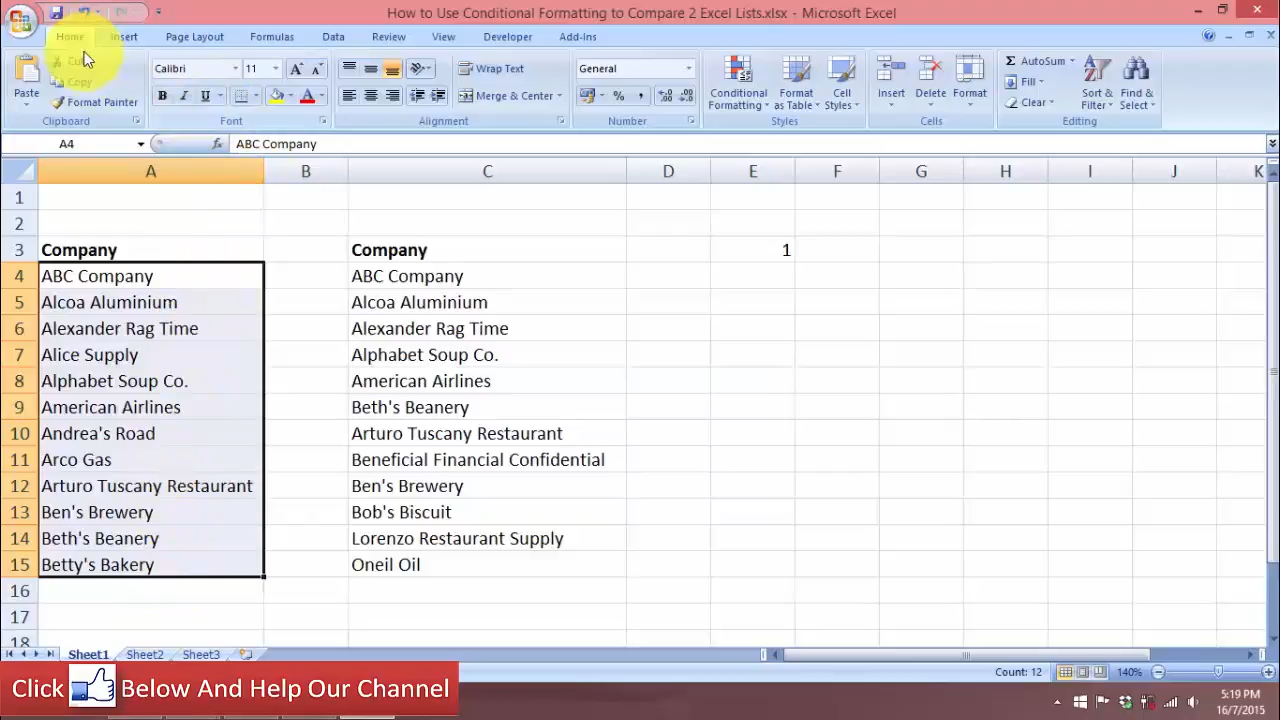 How to Use Conditional Formatting to Compare 2 Excel Lists.xlsx - Microsoft Excel
Home Insert Page Layout Formulas Data Review View Developer Add-Ins
Paste
Cut
Copy
Format Painter
Clipboard
Calibri 11
B I U
Font
Wrap Text
Merge & Center
Alignment
General
% ,
Number
Conditional Formatting
Format as Table
Cell Styles
Styles
Insert Delete Format
Cells
AutoSum
Fill
Clear
Sort & Filter
Find & Select
Editing
A4 fx ABC Company
A B C D E F G H I J K
1
2
3 Company Company 1
4 ABC Company ABC Company
5 Alcoa Aluminium Alcoa Aluminium
6 Alexander Rag Time Alexander Rag Time
7 Alice Supply Alphabet Soup Co.
8 Alphabet Soup Co. American Airlines
9 American Airlines Beth's Beanery
10 Andrea's Road Arturo Tuscany Restaurant
11 Arco Gas Beneficial Financial Confidential
12 Arturo Tuscany Restaurant Ben's Brewery
13 Ben's Brewery Bob's Biscuit
14 Beth's Beanery Lorenzo Restaurant Supply
15 Betty's Bakery Oneil Oil
16
17
18
Sheet1 Sheet2 Sheet3
Count: 12 140%
Click Below And Help Our Channel
5:19 PM
16/7/2015